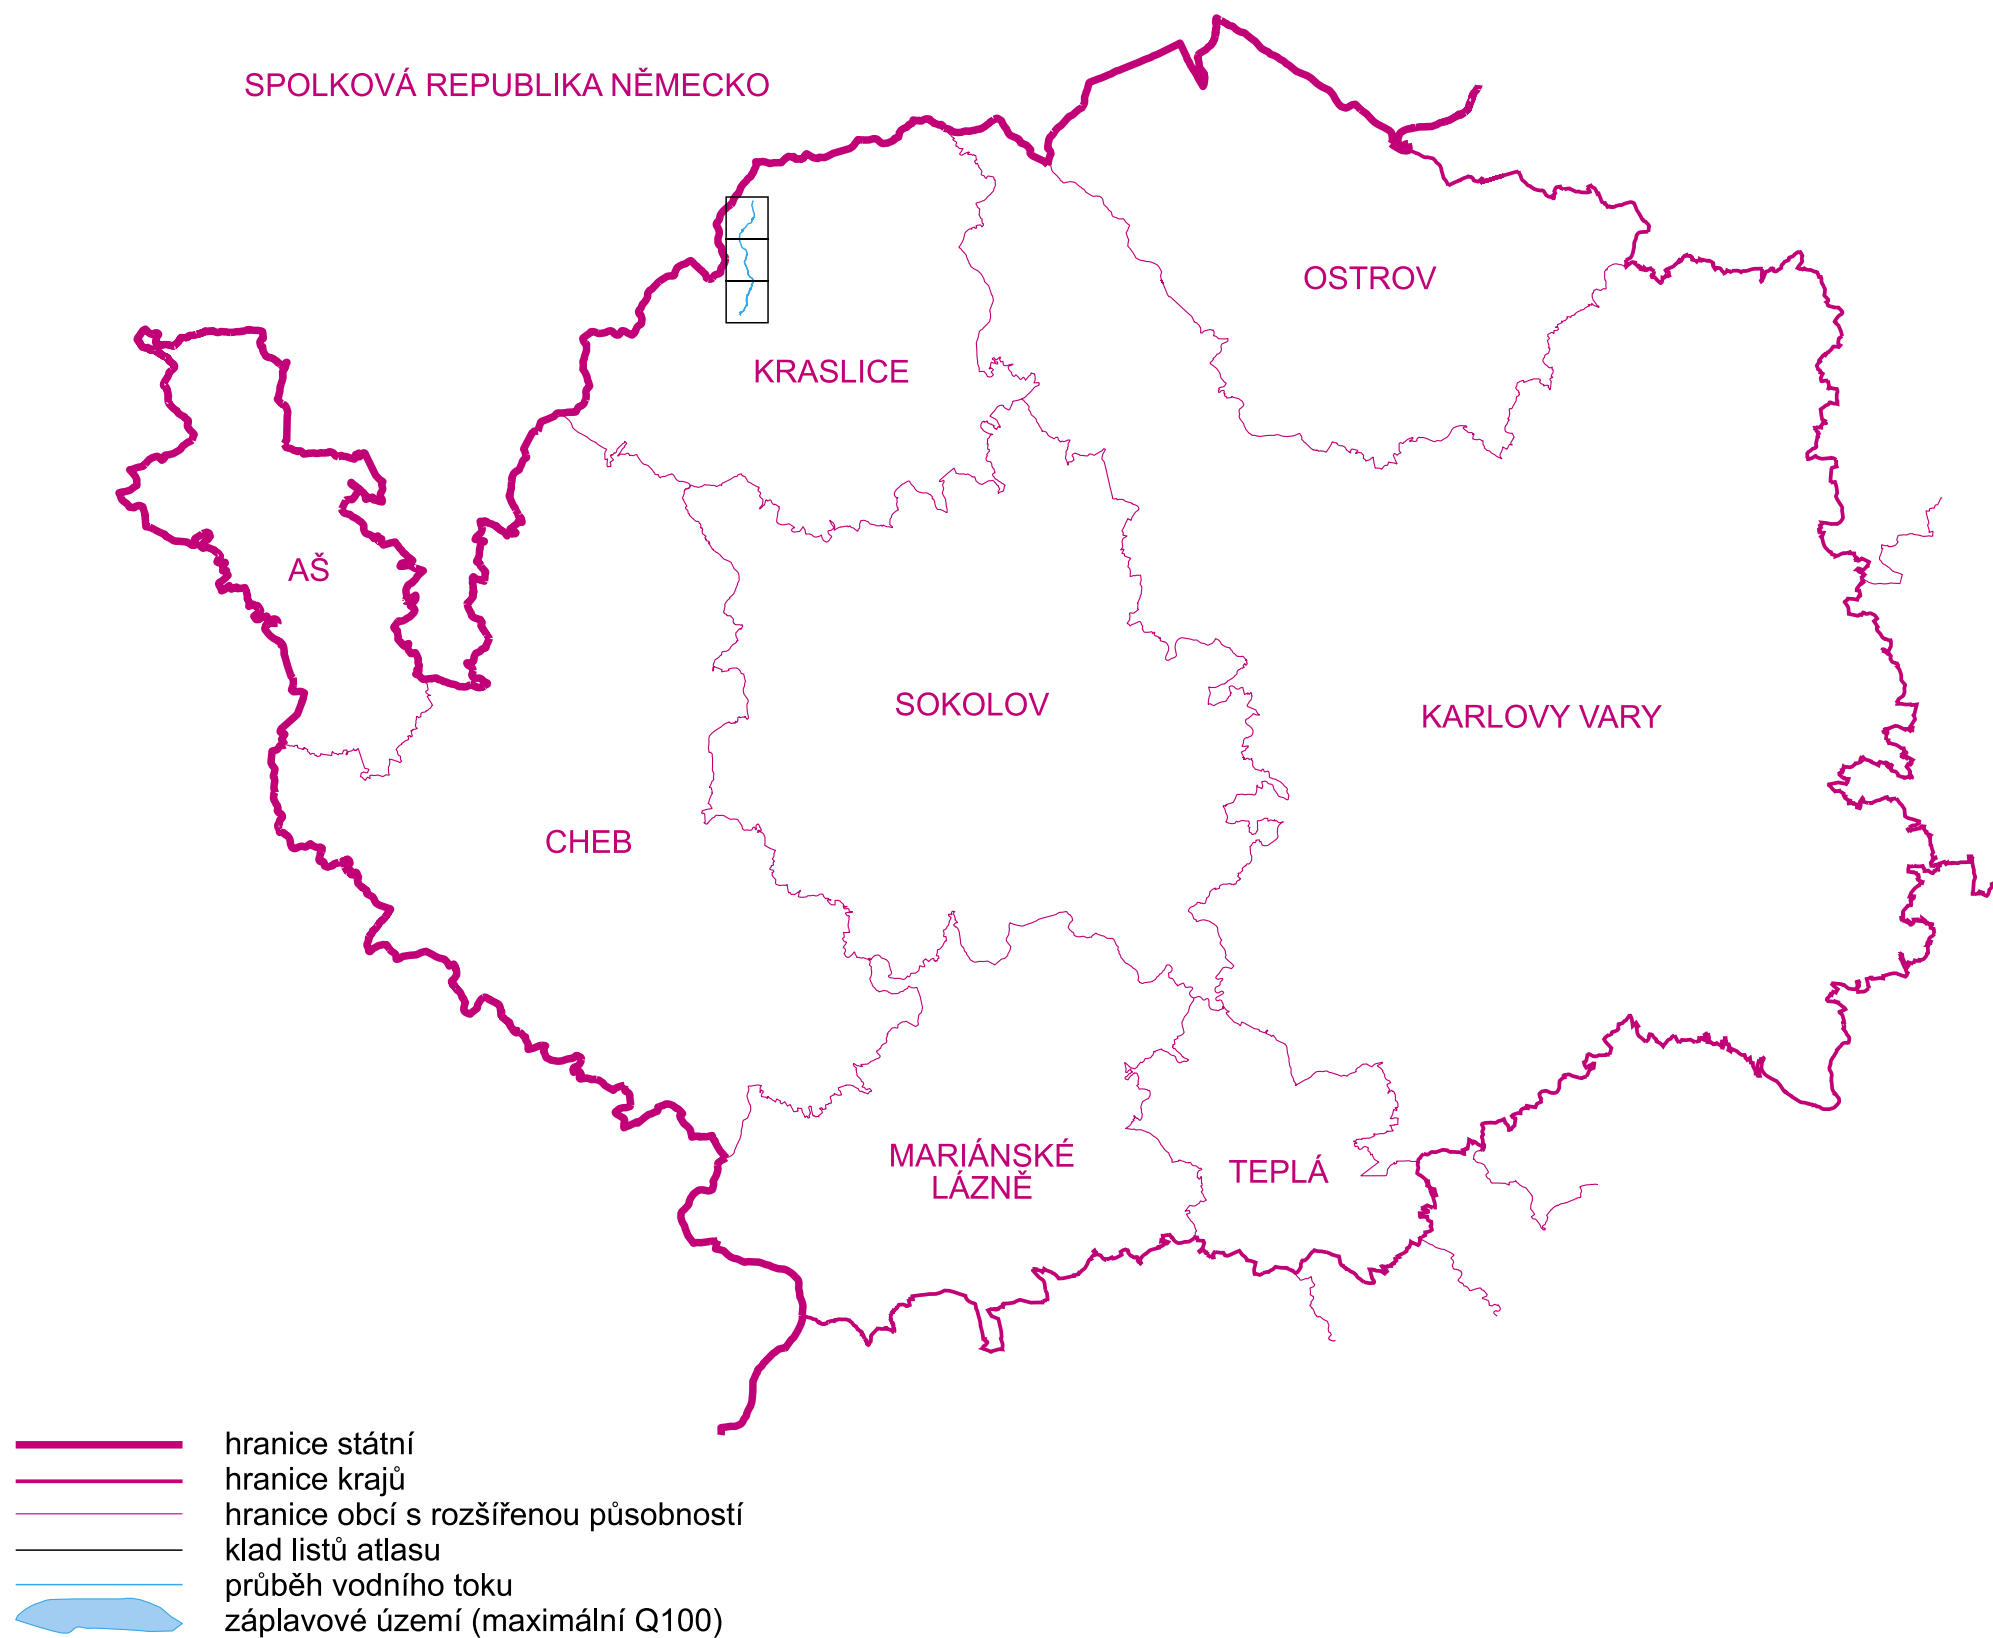 SPOLKOVÁ REPUBLIKA NĚMECKO
OSTROV
KRASLICE
AŠ
SOKOLOV
KARLOVY VARY
CHEB
MARIÁNSKÉ
LÁZNĚ
TEPLÁ
hranice státní
hranice krajů
hranice obcí s rozšířenou působností
klad listů atlasu
průběh vodního toku
záplavové území (maximální Q100)